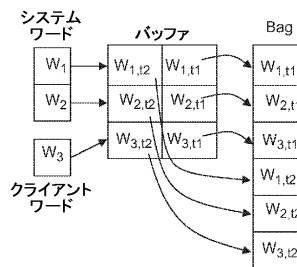 システム
ワード
バッファ
Bag
W1
W1,t2
W1,t1
W1,t1
W2
W2,t2
W2,t1
W2,t1
W3
W3,t2
W3,t1
W3,t1
クライアント
ワード
W1,t2
W2,t2
W3,t2